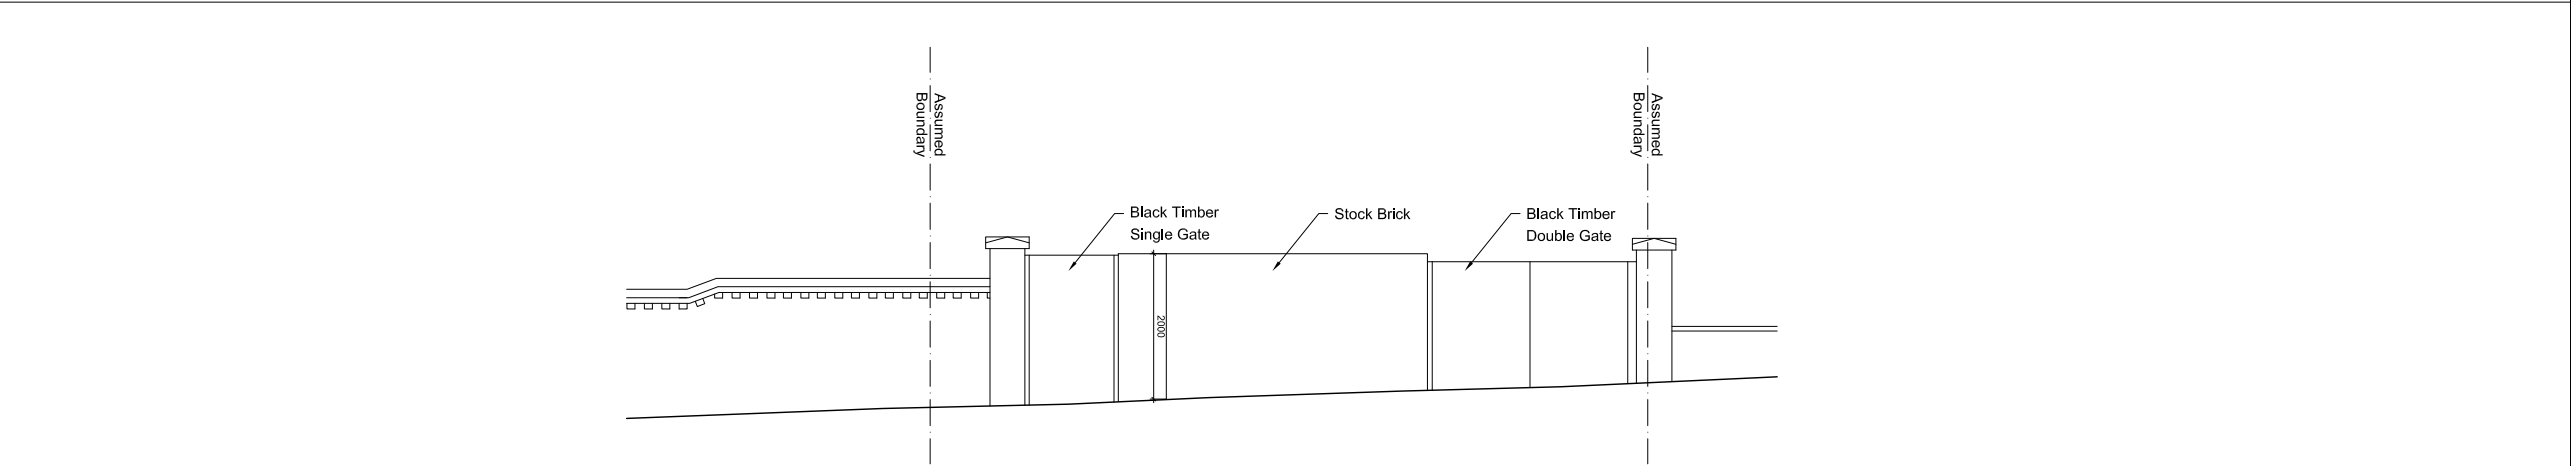 Assumed
Boundary
Assumed
Boundary
Black Timber
Single Gate
Stock Brick
Black Timber
Double Gate
2000